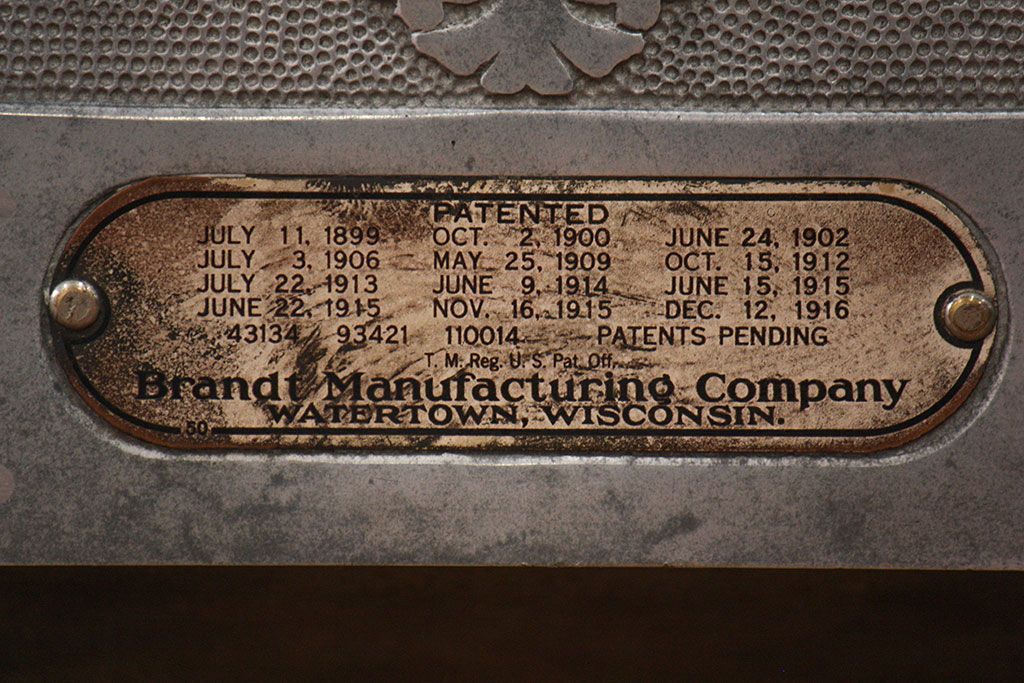 PATENTED
JULY 11, 1899 OCT. 2, 1900 JUNE 24, 1902
JULY 3, 1906 MAY 25, 1909 OCT. 15, 1912
JULY 22, 1913 JUNE 9, 1914 JUNE 15, 1915
JUNE 22, 1915 NOV. 16, 1915 DEC. 12, 1916
43134 93421 110014 PATENTS PENDING
T. M. Reg. U. S. Pat. Off.
Brandt Manufacturing Company
WATERTOWN, WISCONSIN.
50